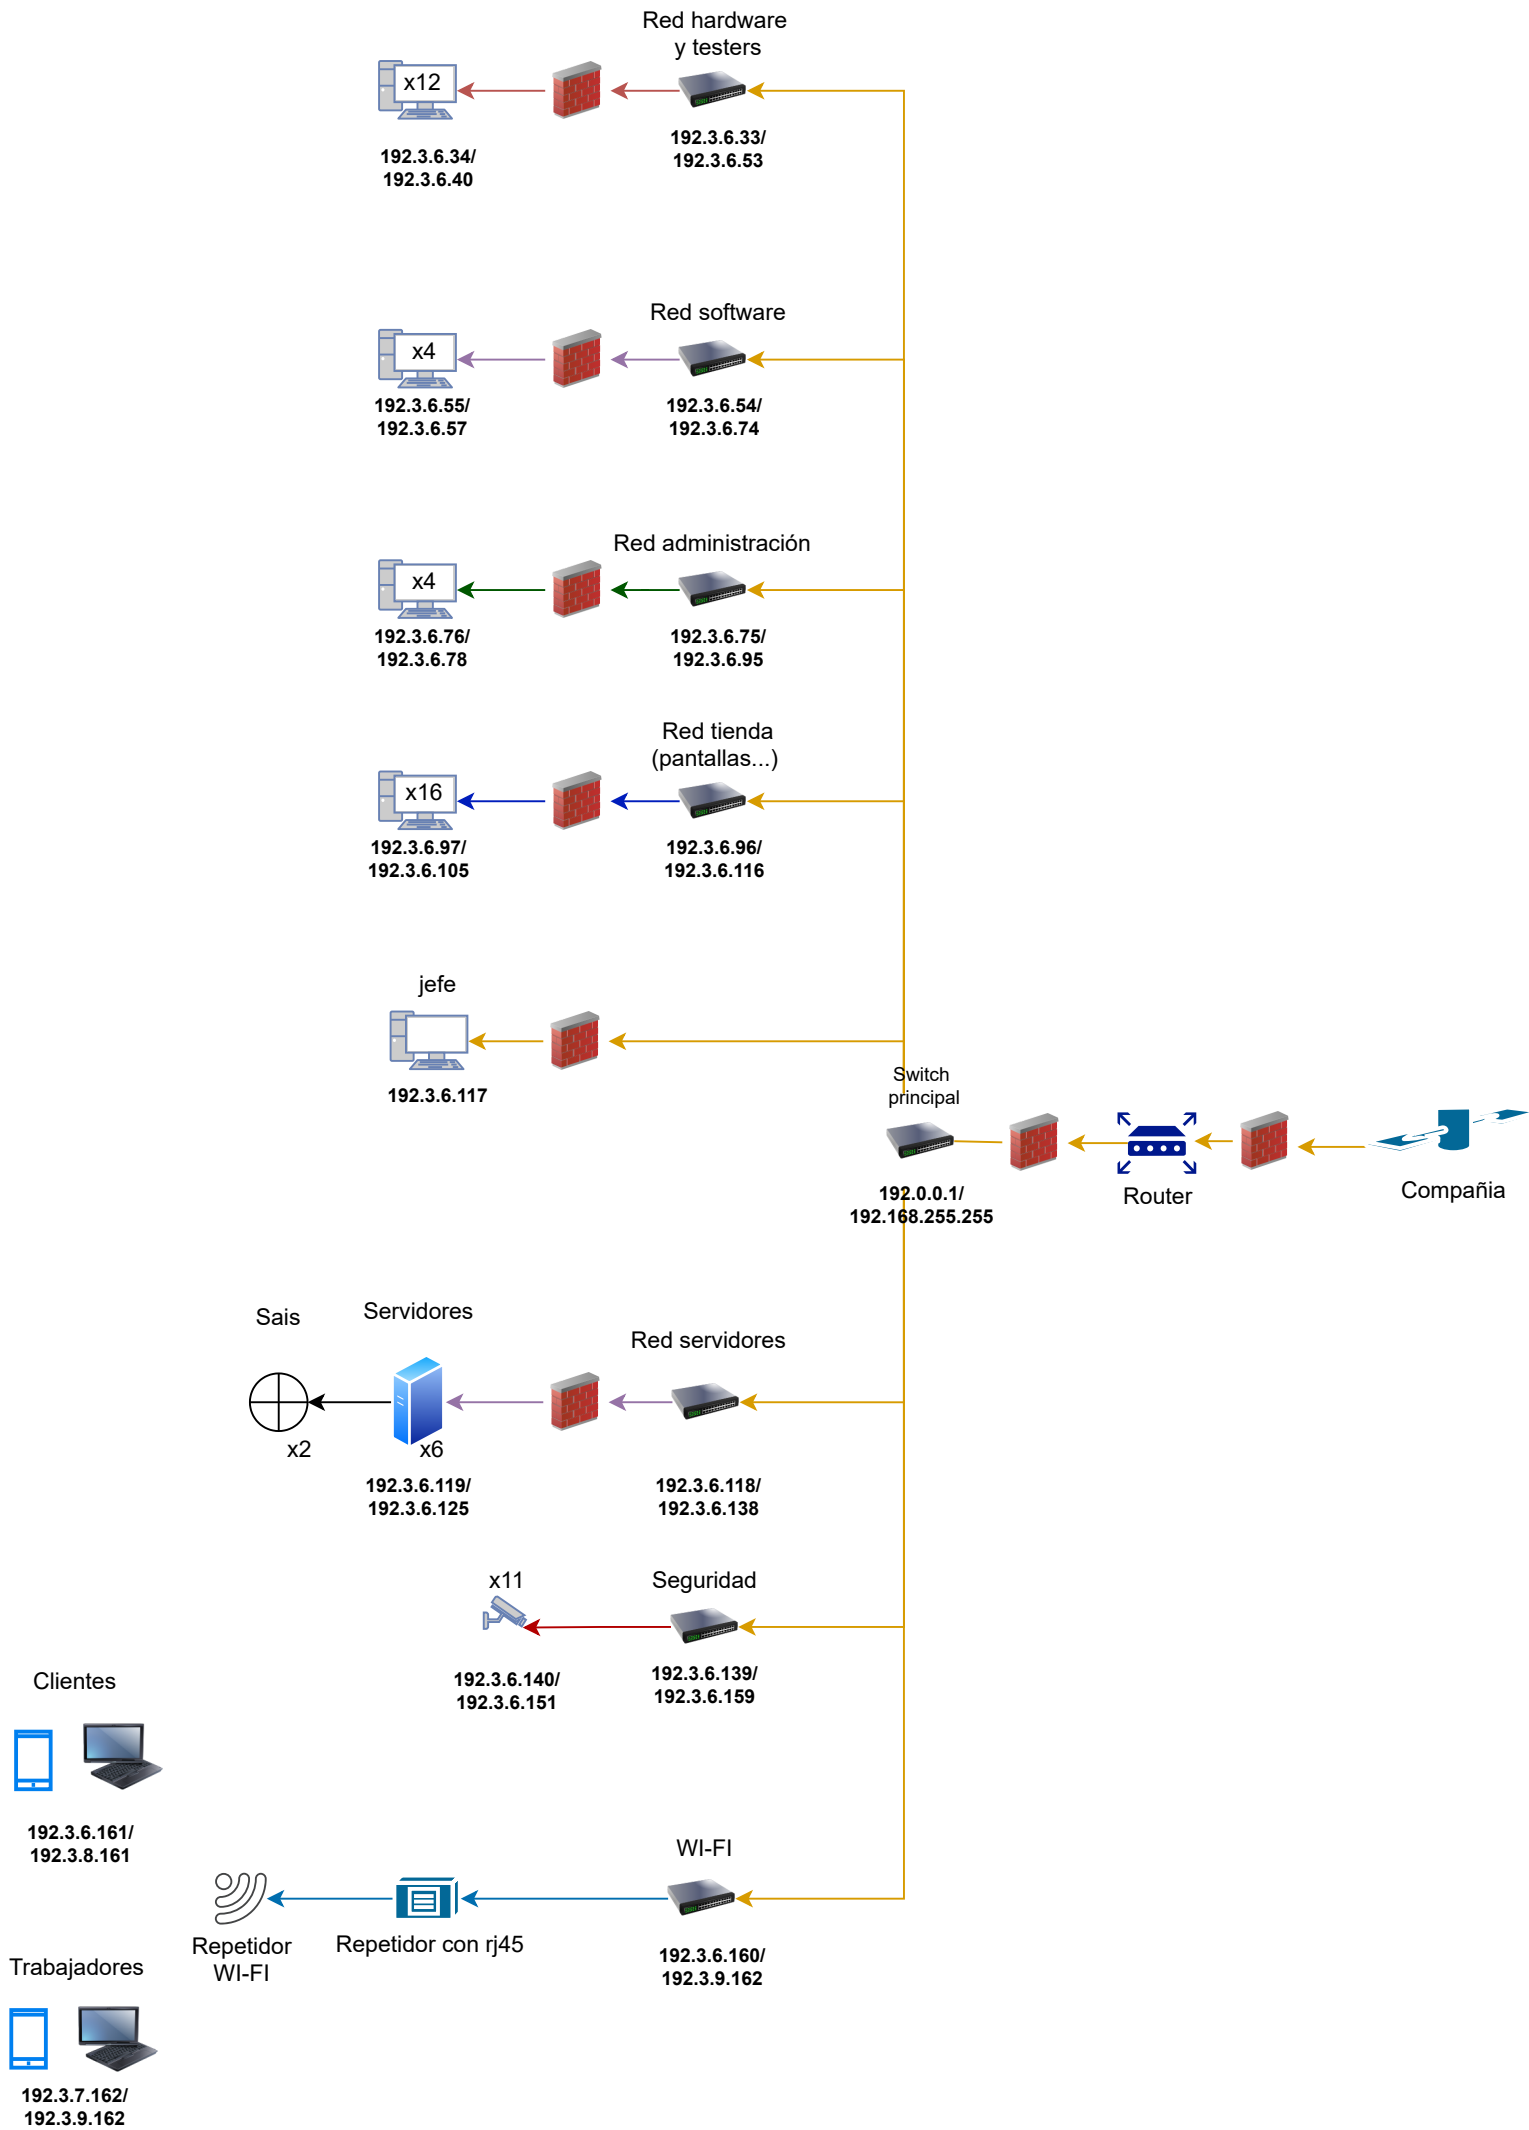 Red hardware
y testers
x12
192.3.6.33/
192.3.6.53
192.3.6.34/
192.3.6.40
Red software
x4
192.3.6.55/
192.3.6.57
192.3.6.54/
192.3.6.74
Red administración
x4
192.3.6.76/
192.3.6.78
192.3.6.75/
192.3.6.95
Red tienda
(pantallas...)
x16
192.3.6.97/
192.3.6.105
192.3.6.96/
192.3.6.116
jefe
192.3.6.117
Switch
principal
192.0.0.1/
192.168.255.255
Router
Compañia
Sais
Servidores
Red servidores
x2
x6
192.3.6.119/
192.3.6.125
192.3.6.118/
192.3.6.138
x11
Seguridad
192.3.6.140/
192.3.6.151
192.3.6.139/
192.3.6.159
Clientes
192.3.6.161/
192.3.8.161
WI-FI
Repetidor
WI-FI
Repetidor con rj45
192.3.6.160/
192.3.9.162
Trabajadores
192.3.7.162/
192.3.9.162